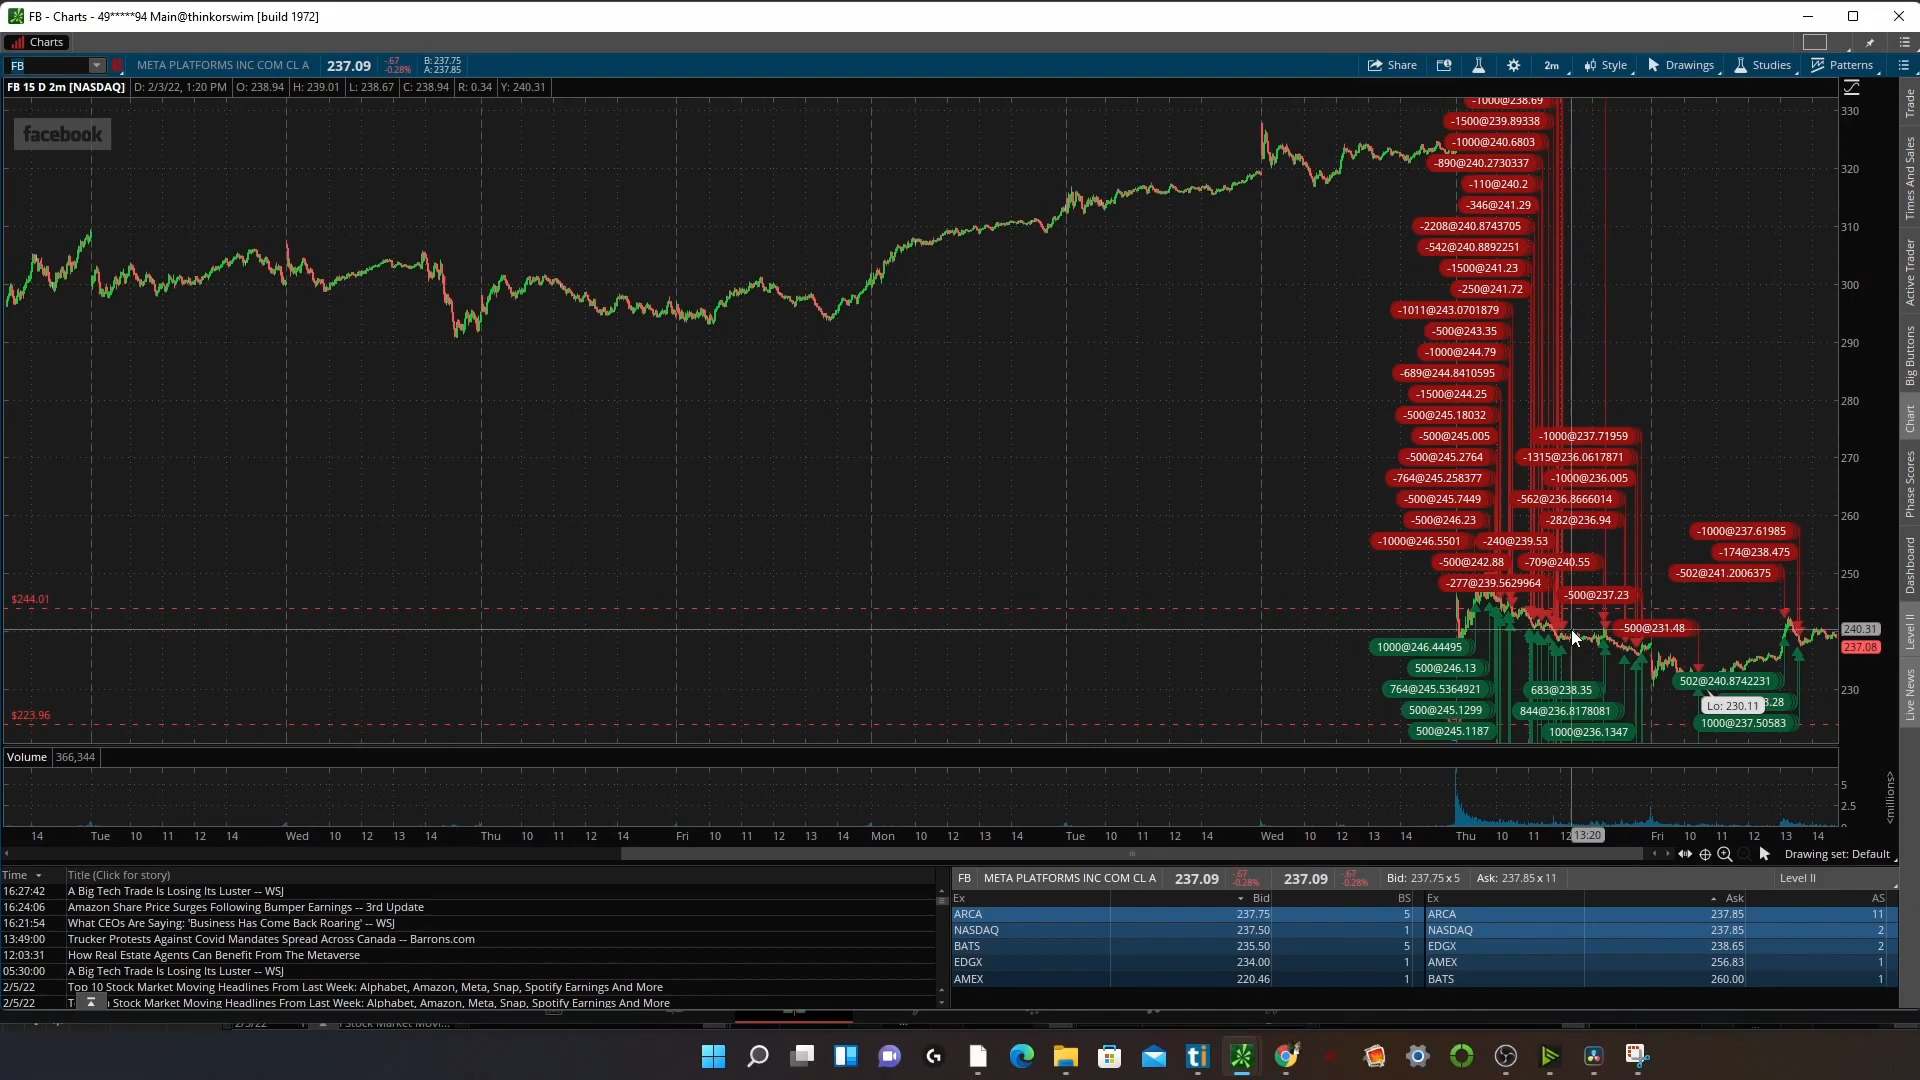 FB - Charts - 49*****94 Main@thinkorswim [build 1972]
Charts
FB META PLATFORMS INC COM CL A 237.09 -.67 -0.28% B: 237.75 A: 237.85 Share 2m Style Drawings Studies Patterns
FB 15 D 2m [NASDAQ] D: 2/3/22, 1:20 PM O: 238.94 H: 239.01 L: 238.67 C: 238.94 R: 0.34 Y: 240.31
facebook
-1000@238.69
-1500@239.89338
-1000@240.6803
-890@240.2730337
-110@240.2
-346@241.29
-2208@240.8743705
-542@240.8892251
-1500@241.23
-250@241.72
-1011@243.0701879
-500@243.35
-1000@244.79
-689@244.8410595
-1500@244.25
-500@245.18032
-500@245.005
-500@245.2764
-764@245.258377
-500@245.7449
-500@246.23
-1000@246.5501
-240@239.53
-500@242.88
-709@240.55
-277@239.5629964
-1000@237.71959
-1315@236.0617871
-1000@236.005
-562@236.8666014
-282@236.94
-500@237.23
-500@231.48
-1000@237.61985
-174@238.475
-502@241.2006375
1000@246.44495
500@246.13
764@245.5364921
500@245.1299
500@245.1187
683@238.35
844@236.8178081
1000@236.1347
502@240.8742231
3.28
Lo: 230.11
1000@237.50583
$244.01
$223.96
330
320
310
300
290
280
270
260
250
240.31
237.08
230
Volume 366,344
5
2.5
0
<millions>
14 Tue 10 11 12 14 Wed 10 12 13 14 Thu 10 11 12 14 Fri 10 11 12 13 14 Mon 10 12 13 14 Tue 10 11 12 14 Wed 10 12 13 14 Thu 10 11 12 13:20 Fri 10 11 12 13 14
Drawing set: Default
Time Title (Click for story)
16:27:42 A Big Tech Trade Is Losing Its Luster -- WSJ
16:24:06 Amazon Share Price Surges Following Bumper Earnings -- 3rd Update
16:21:54 What CEOs Are Saying: 'Business Has Come Back Roaring' -- WSJ
13:49:00 Trucker Protests Against Covid Mandates Spread Across Canada -- Barrons.com
12:03:31 How Real Estate Agents Can Benefit From The Metaverse
05:30:00 A Big Tech Trade Is Losing Its Luster -- WSJ
2/5/22 Top 10 Stock Market Moving Headlines From Last Week: Alphabet, Amazon, Meta, Snap, Spotify Earnings And More
2/5/22 Stock Market Moving Headlines From Last Week: Alphabet, Amazon, Meta, Snap, Spotify Earnings And More
FB META PLATFORMS INC COM CL A 237.09 -.67 -0.28% 237.09 -.67 -0.28% Bid: 237.75 x 5 Ask: 237.85 x 11 Level II
Ex Bid BS Ex Ask AS
ARCA 237.75 5 ARCA 237.85 11
NASDAQ 237.50 1 NASDAQ 237.85 2
BATS 235.50 5 EDGX 238.65 2
EDGX 234.00 1 AMEX 256.83 1
AMEX 220.46 1 BATS 260.00 1
Trade
Times And Sales
Active Trader
Big Buttons
Chart
Phase Scores
Dashboard
Level II
Live News
ti